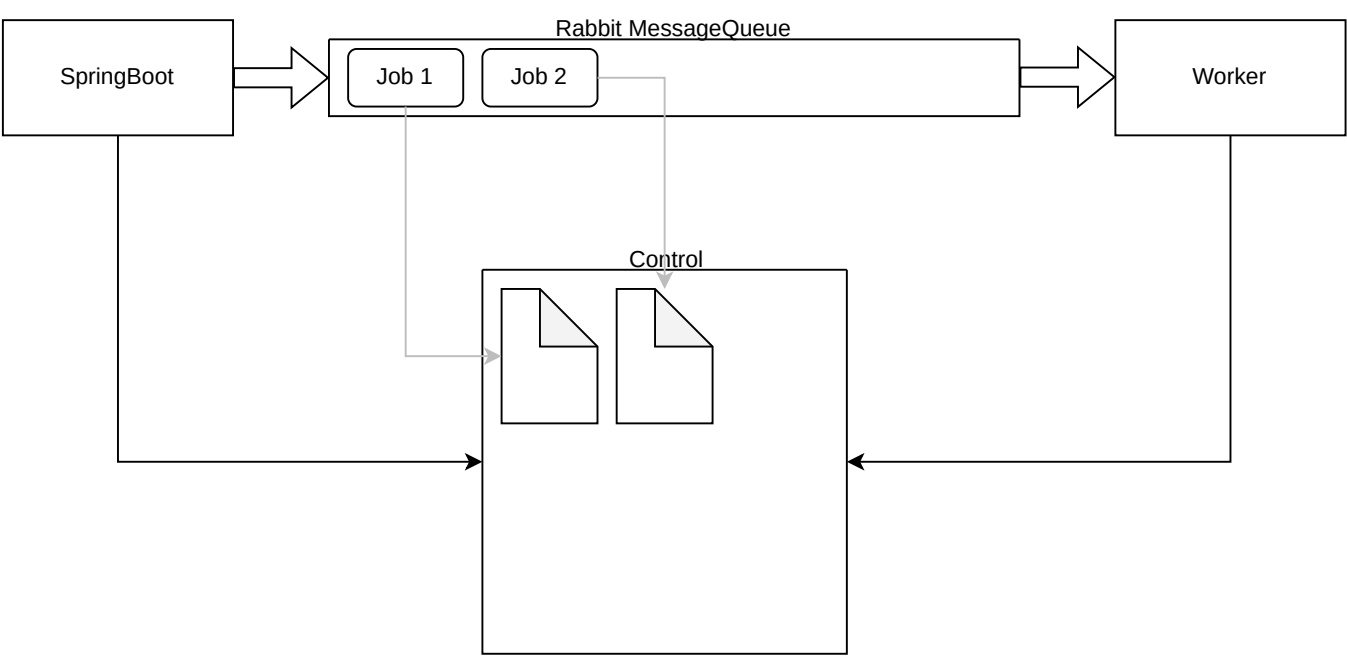 Rabbit MessageQueue
SpringBoot
Job 1
Job 2
Worker
Control